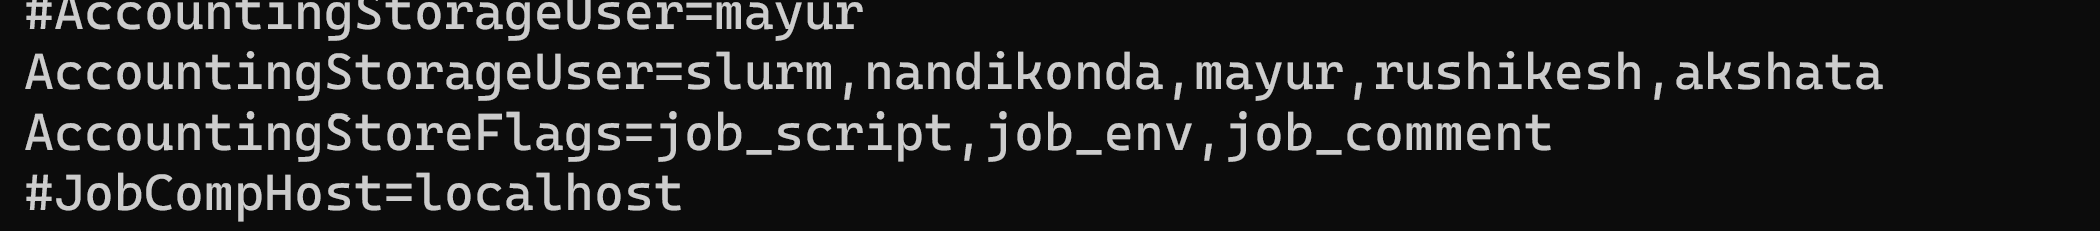 #AccountingStorageUser=mayur
AccountingStorageUser=slurm,nandikonda,mayur,rushikesh,akshata
AccountingStoreFlags=job_script,job_env,job_comment
#JobCompHost=localhost